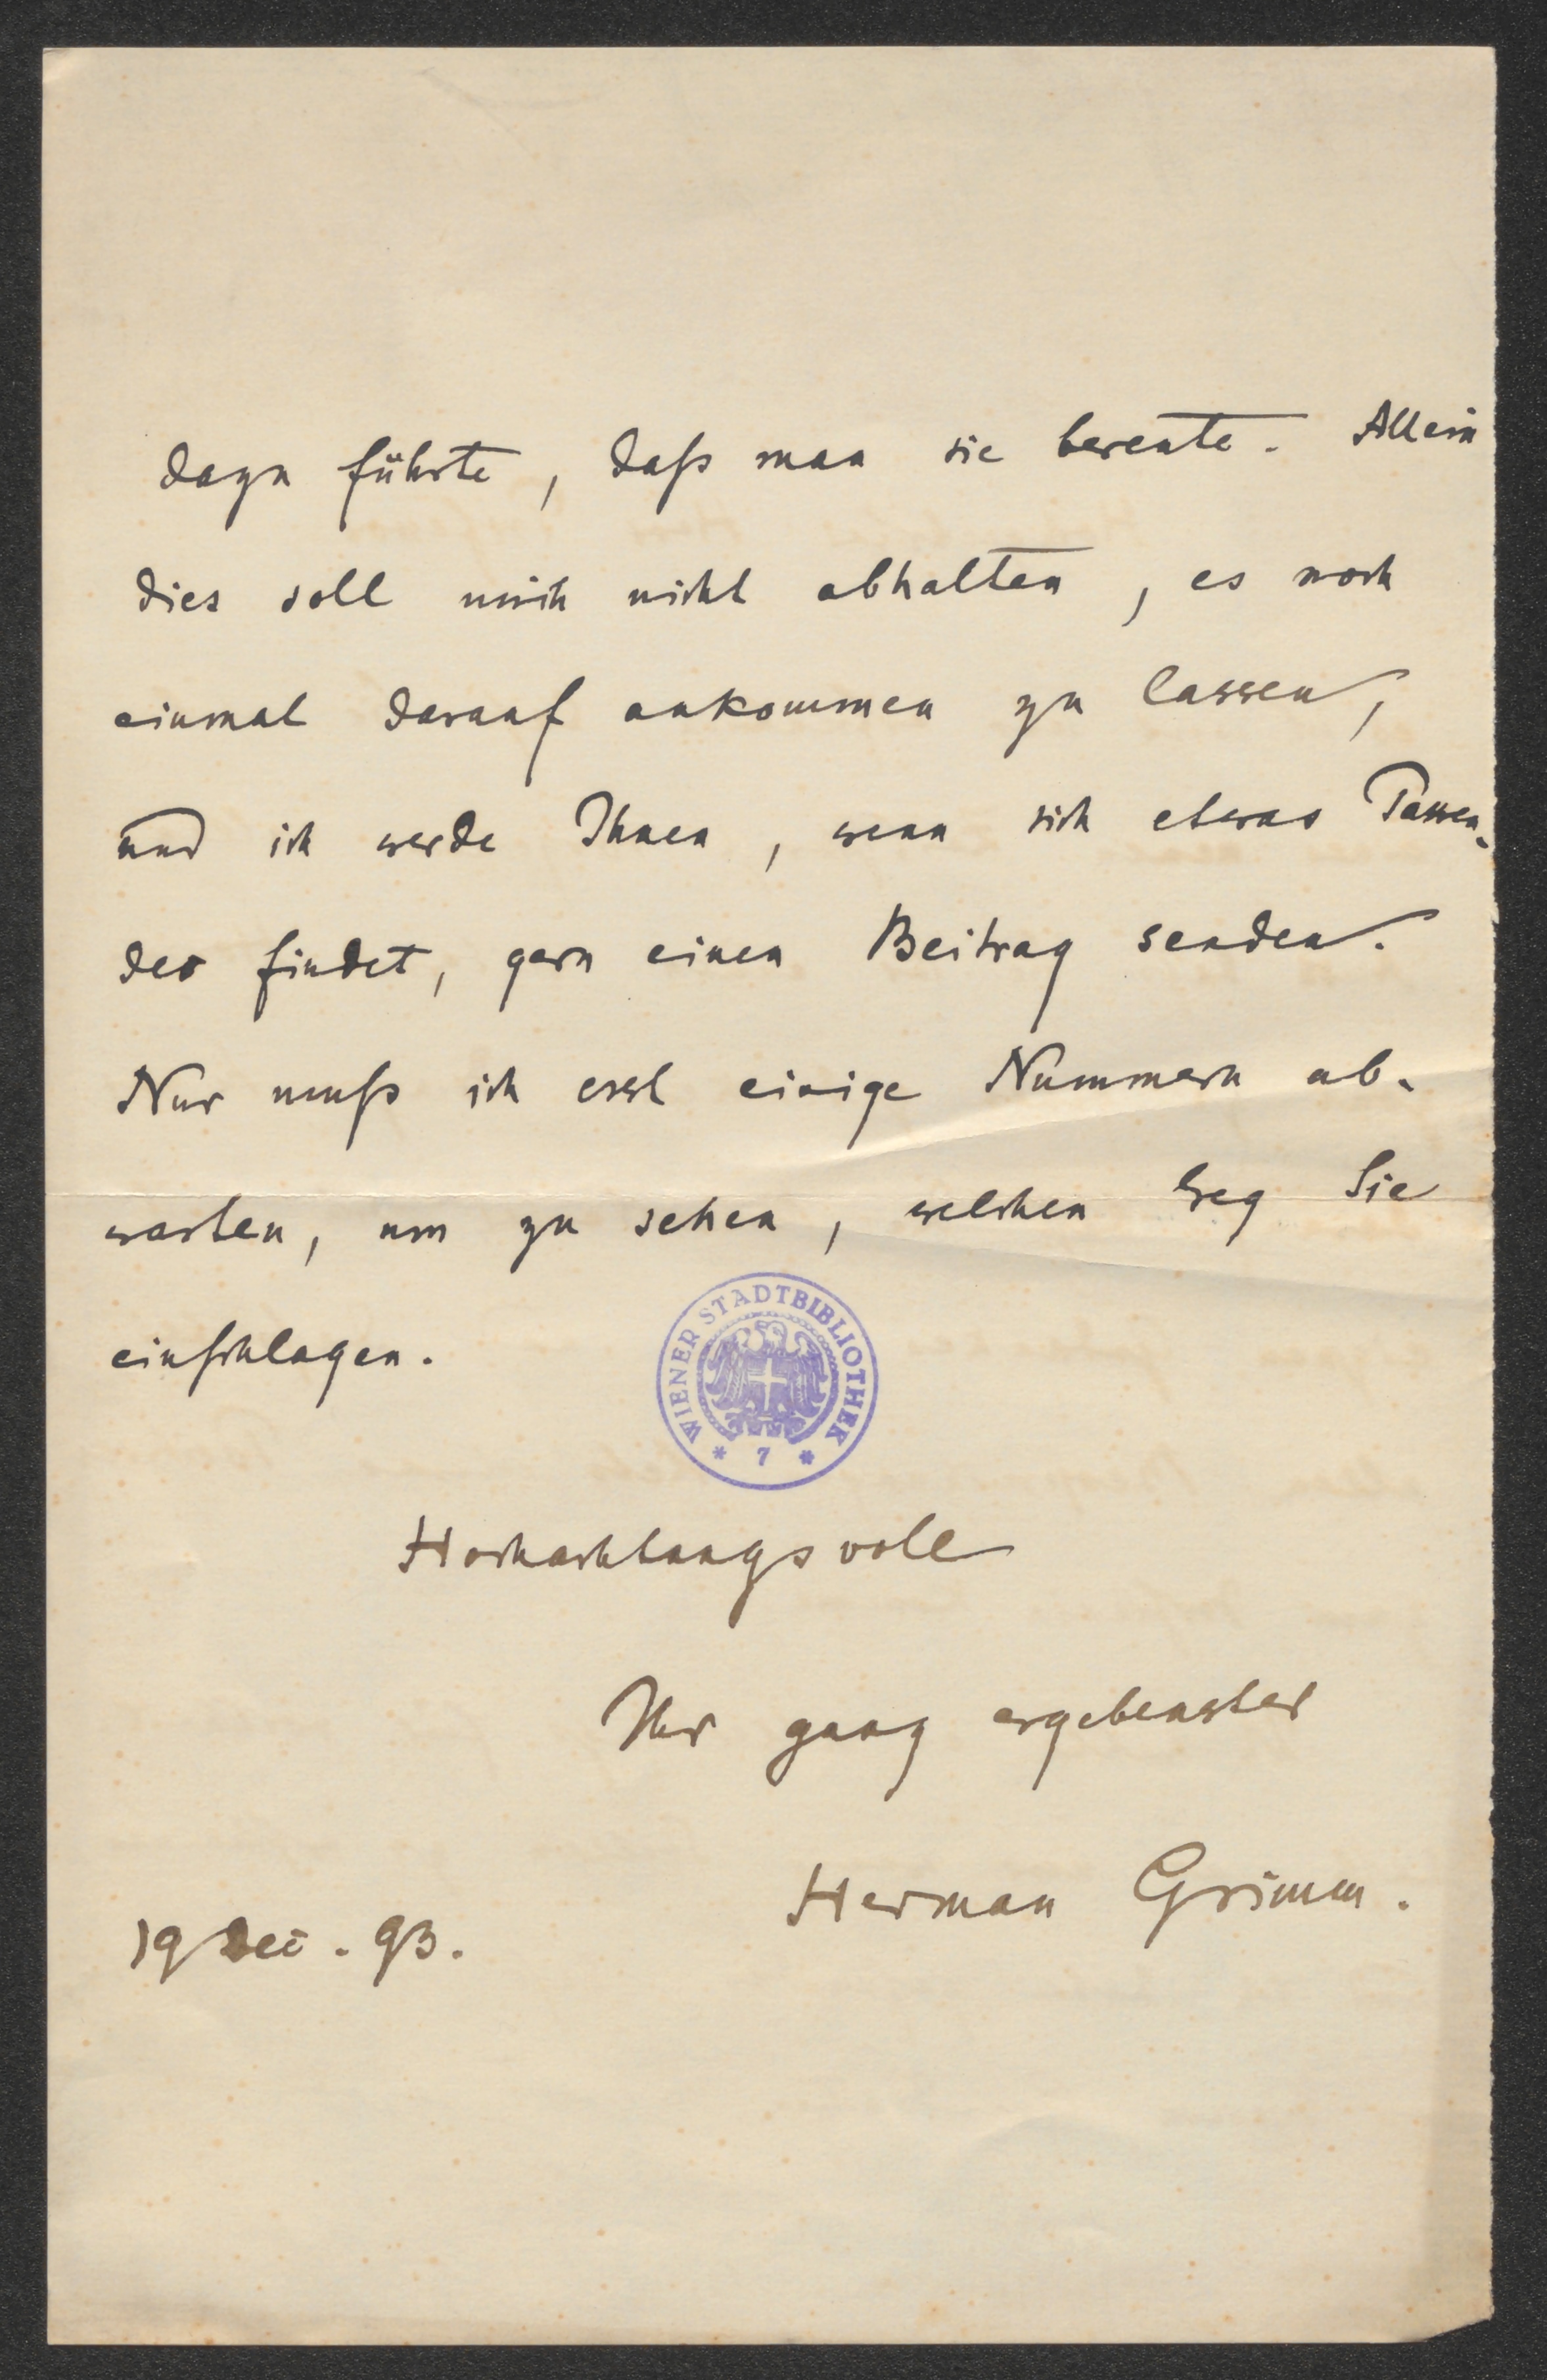 dazu führte, daß man sie bereute. Allein
dies soll mich nicht abhalten, es noch
einmal darauf ankommen zu lassen,
und ich werde Ihnen, wenn sich etwas Passen-
des findet, gern einen Beitrag senden.
Nur muß ich erst einige Nummern ab-
warten, um zu sehen, welchen Weg Sie
einschlagen.
WIENER STADTBIBLIOTHEK
* 7 *
Hochachtungsvoll
Ihr ganz ergebenster
Herman Grimm.
19 Dec. 93.